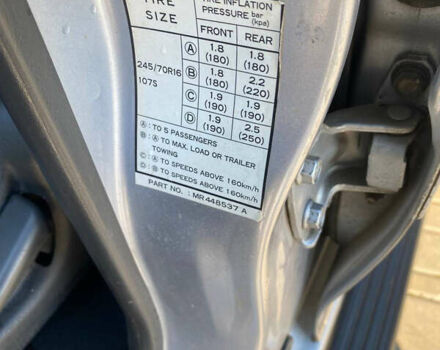 TIRE TIRE INFLATION
SIZE PRESSURE bar
(kpa)
FRONT REAR
245/70R16
107S
Ⓐ 1.8 (180) 1.8 (180)
Ⓑ 1.8 (180) 2.2 (220)
Ⓒ 1.9 (190) 1.9 (190)
Ⓓ 1.9 (190) 2.5 (250)
Ⓐ : TO 5 PASSENGERS
Ⓑ : TO MAX. LOAD OR TRAILER
TOWING
Ⓒ : Ⓐ TO SPEEDS ABOVE 160km/h
Ⓓ : Ⓑ TO SPEEDS ABOVE 160km/h
PART NO. : MR448537 A